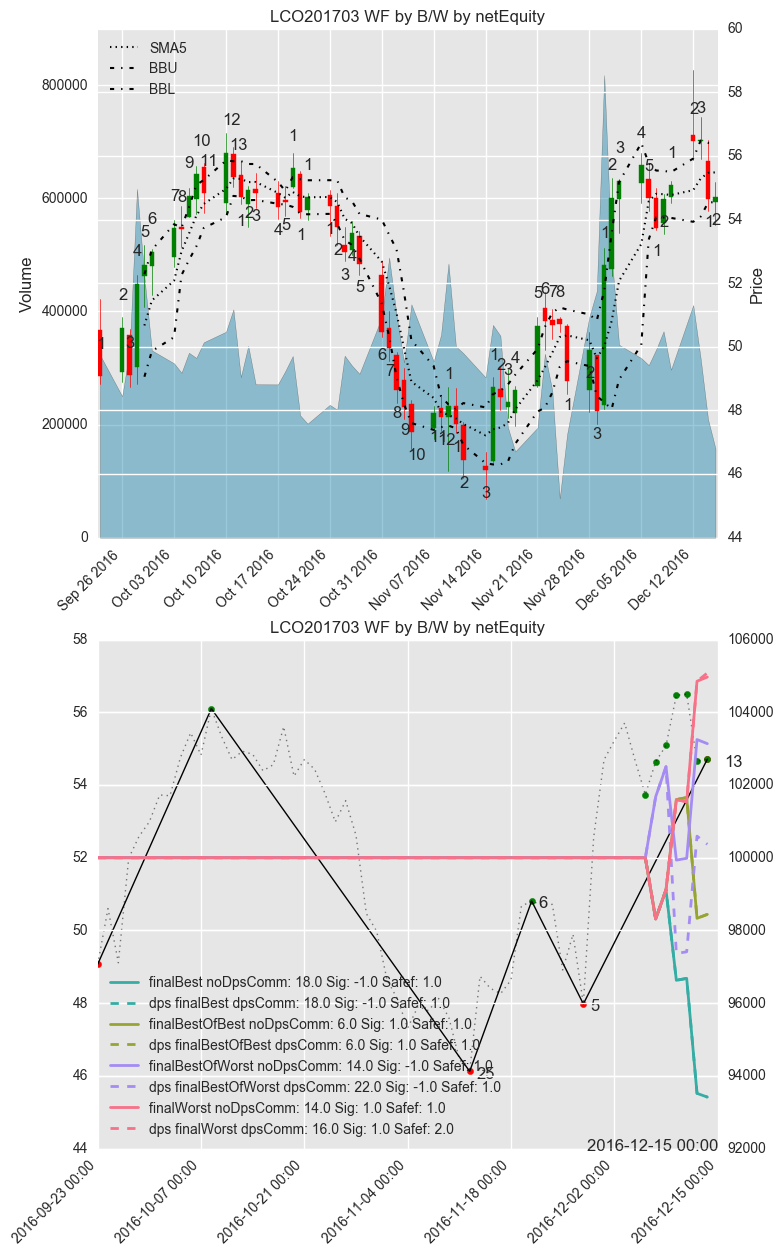 LCO201703 WF by B/W by netEquity
SMA5
BBU
BBL
Volume
Price
800000
600000
400000
200000
0
60
58
56
54
52
50
48
46
44
Sep 26 2016
Oct 03 2016
Oct 10 2016
Oct 17 2016
Oct 24 2016
Oct 31 2016
Nov 07 2016
Nov 14 2016
Nov 21 2016
Nov 28 2016
Dec 05 2016
Dec 12 2016
LCO201703 WF by B/W by netEquity
58
56
54
52
50
48
46
44
106000
104000
102000
100000
98000
96000
94000
92000
13
6
5
25
finalBest noDpsComm: 18.0 Sig: -1.0 Safef: 1.0
dps finalBest dpsComm: 18.0 Sig: -1.0 Safef: 1.0
finalBestOfBest noDpsComm: 6.0 Sig: 1.0 Safef: 1.0
dps finalBestOfBest dpsComm: 6.0 Sig: 1.0 Safef: 1.0
finalBestOfWorst noDpsComm: 14.0 Sig: -1.0 Safef: 1.0
dps finalBestOfWorst dpsComm: 22.0 Sig: -1.0 Safef: 1.0
finalWorst noDpsComm: 14.0 Sig: 1.0 Safef: 1.0
dps finalWorst dpsComm: 16.0 Sig: 1.0 Safef: 2.0
2016-12-15 00:00
2016-09-23 00:00
2016-10-07 00:00
2016-10-21 00:00
2016-11-04 00:00
2016-11-18 00:00
2016-12-02 00:00
2016-12-15 00:00